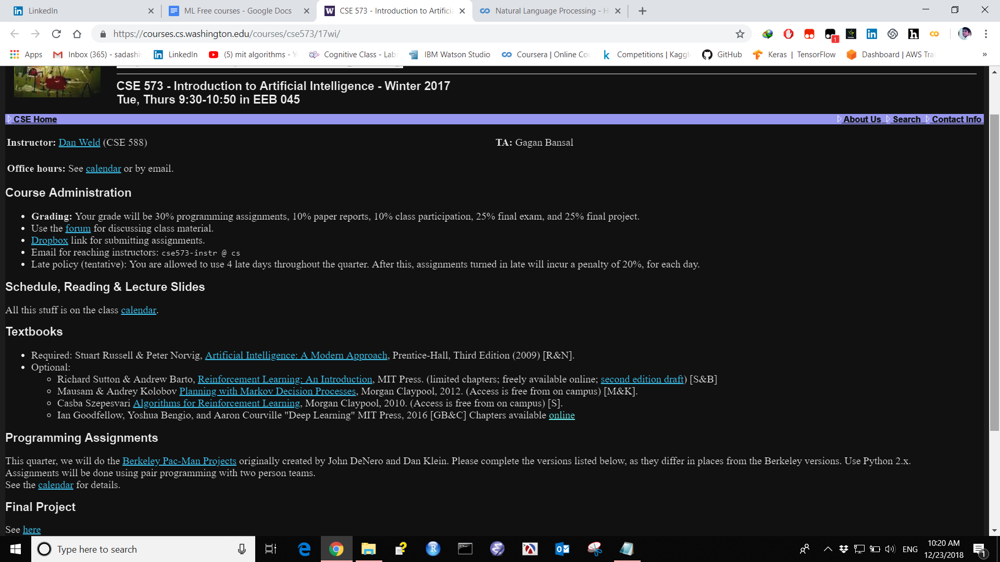 LinkedIn
ML Free courses - Google Docs
CSE 573 - Introduction to Artificia
Natural Language Processing - H
https://courses.cs.washington.edu/courses/cse573/17wi/
1
Apps
Inbox (365) - sadashi
LinkedIn
(5) mit algorithms - Y
Cognitive Class - Lab
IBM Watson Studio
Coursera | Online Co
Competitions | Kaggl
GitHub
Keras | TensorFlow
Dashboard | AWS Tra
»
CSE 573 - Introduction to Artificial Intelligence - Winter 2017
Tue, Thurs 9:30-10:50 in EEB 045
CSE Home
About Us Search Contact Info
Instructor: Dan Weld (CSE 588)
TA: Gagan Bansal
Office hours: See calendar or by email.
Course Administration
• Grading: Your grade will be 30% programming assignments, 10% paper reports, 10% class participation, 25% final exam, and 25% final project.
• Use the forum for discussing class material.
• Dropbox link for submitting assignments.
• Email for reaching instructors: cse573-instr @ cs
• Late policy (tentative): You are allowed to use 4 late days throughout the quarter. After this, assignments turned in late will incur a penalty of 20%, for each day.
Schedule, Reading & Lecture Slides
All this stuff is on the class calendar.
Textbooks
• Required: Stuart Russell & Peter Norvig, Artificial Intelligence: A Modern Approach, Prentice-Hall, Third Edition (2009) [R&N].
• Optional:
◦ Richard Sutton & Andrew Barto, Reinforcement Learning: An Introduction, MIT Press. (limited chapters; freely available online; second edition draft) [S&B]
◦ Mausam & Andrey Kolobov Planning with Markov Decision Processes, Morgan Claypool, 2012. (Access is free from on campus) [M&K].
◦ Casba Szepesvari Algorithms for Reinforcement Learning, Morgan Claypool, 2010. (Access is free from on campus) [S].
◦ Ian Goodfellow, Yoshua Bengio, and Aaron Courville "Deep Learning" MIT Press, 2016 [GB&C] Chapters available online
Programming Assignments
This quarter, we will do the Berkeley Pac-Man Projects originally created by John DeNero and Dan Klein. Please complete the versions listed below, as they differ in places from the Berkeley versions. Use Python 2.x.
Assignments will be done using pair programming with two person teams.
See the calendar for details.
Final Project
See here
Type here to search
ENG
10:20 AM
12/23/2018
1